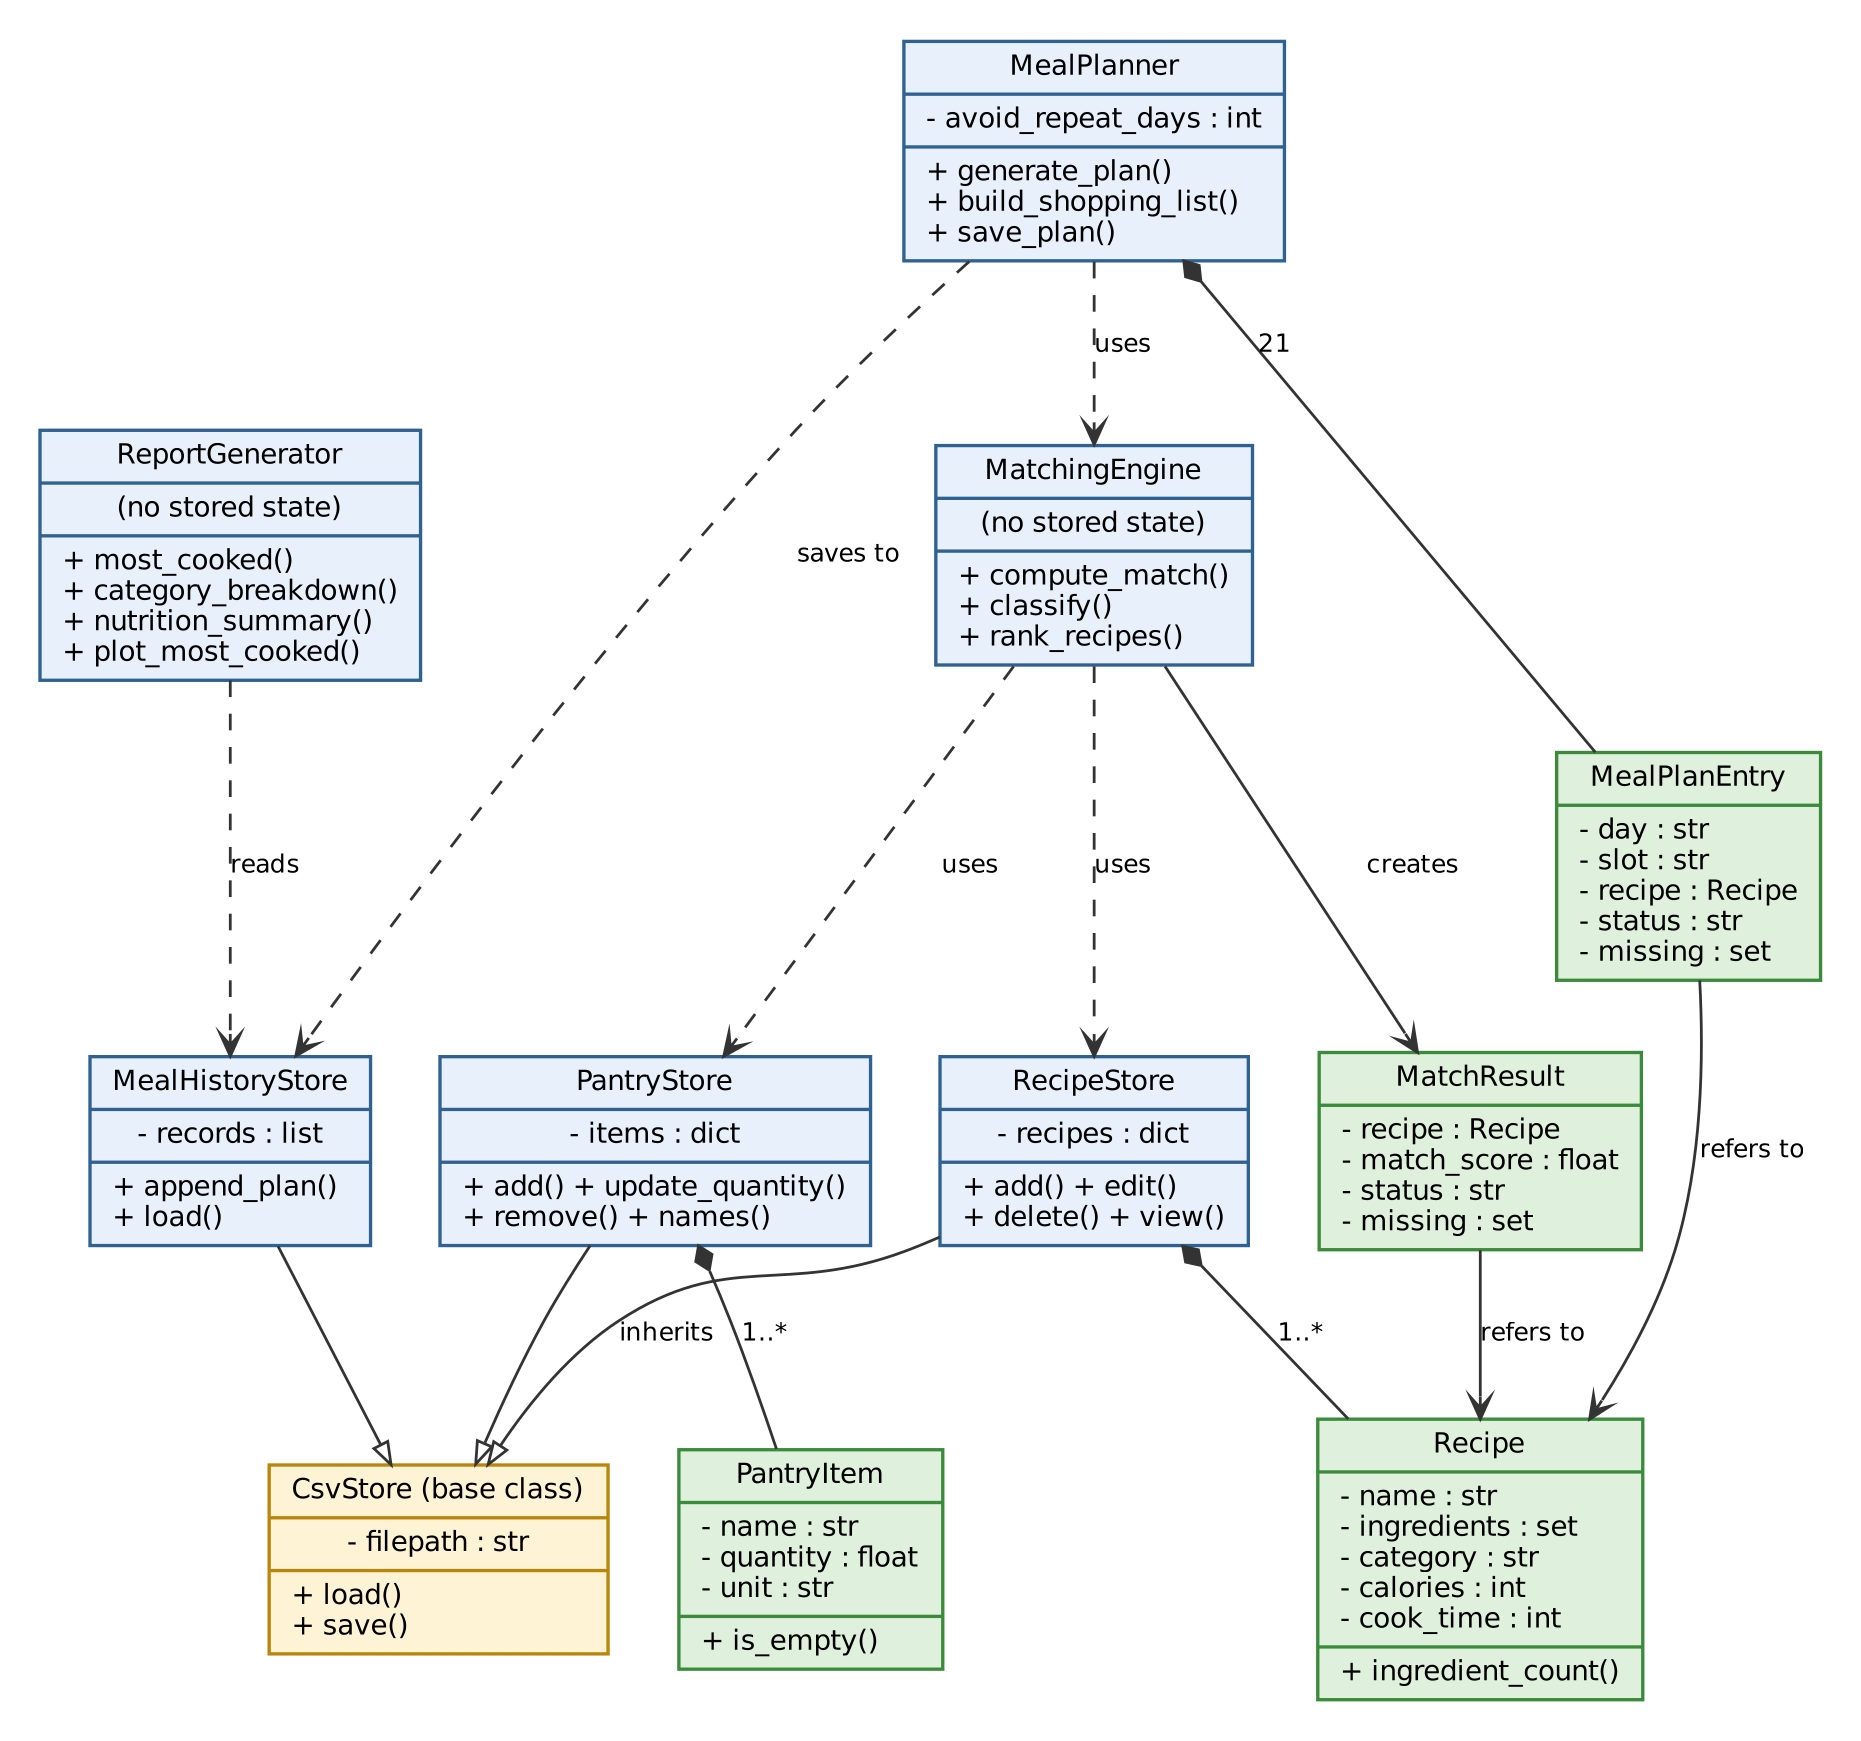 MealPlanner
- avoid_repeat_days : int
+ generate_plan()
+ build_shopping_list()
+ save_plan()
uses
21
ReportGenerator
(no stored state)
+ most_cooked()
+ category_breakdown()
+ nutrition_summary()
+ plot_most_cooked()
MatchingEngine
(no stored state)
+ compute_match()
+ classify()
+ rank_recipes()
saves to
MealPlanEntry
- day : str
- slot : str
- recipe : Recipe
- status : str
- missing : set
reads
uses
uses
creates
MealHistoryStore
- records : list
+ append_plan()
+ load()
PantryStore
- items : dict
+ add() + update_quantity()
+ remove() + names()
RecipeStore
- recipes : dict
+ add() + edit()
+ delete() + view()
MatchResult
- recipe : Recipe
- match_score : float
- status : str
- missing : set
refers to
inherits
1..*
1..*
refers to
CsvStore (base class)
- filepath : str
+ load()
+ save()
PantryItem
- name : str
- quantity : float
- unit : str
+ is_empty()
Recipe
- name : str
- ingredients : set
- category : str
- calories : int
- cook_time : int
+ ingredient_count()